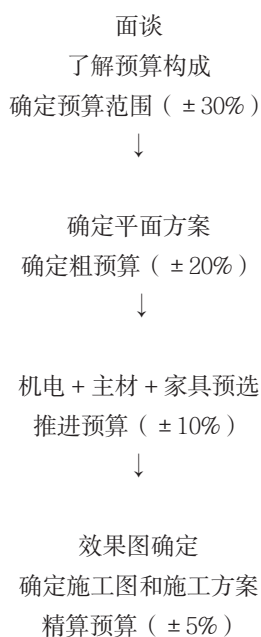 面谈
了解预算构成
确定预算范围（±30%）
↓
确定平面方案
确定粗预算（±20%）
↓
机电 + 主材 + 家具预选
推进预算（±10%）
↓
效果图确定
确定施工图和施工方案
精算预算（±5%）